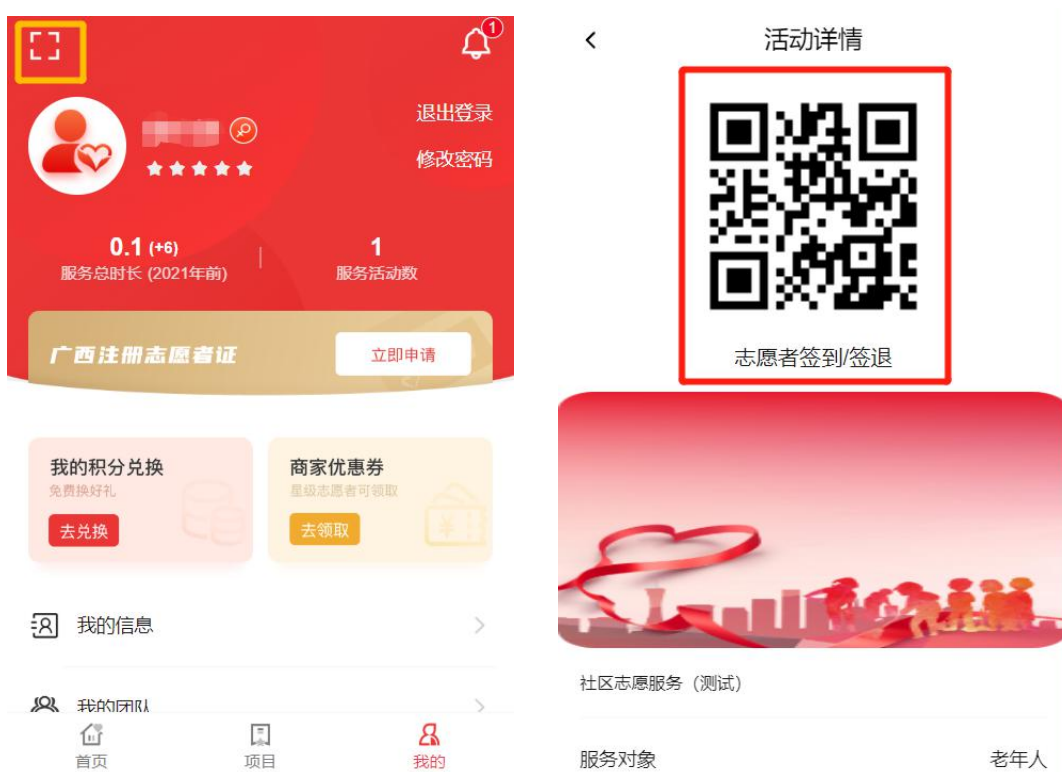 1
退出登录
修改密码
0.1 (+6)
1
服务总时长 (2021年前)
服务活动数
广西注册志愿者证
立即申请
我的积分兑换
免费换好礼
去兑换
商家优惠券
星级志愿者可领取
去领取
我的信息
我的团队
首页
项目
我的
活动详情
志愿者签到/签退
社区志愿服务（测试）
服务对象
老年人